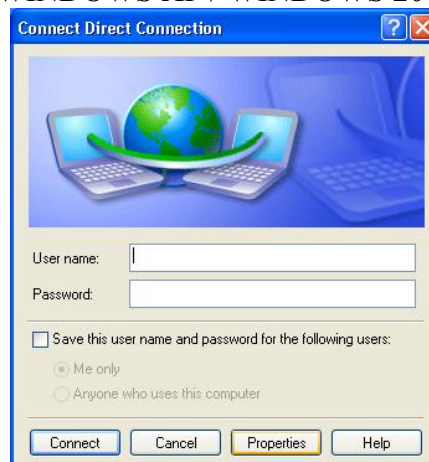 Connect Direct Connection
User name:
Password:
Save this user name and password for the following users:
Me only
Anyone who uses this computer
Connect Cancel Properties Help